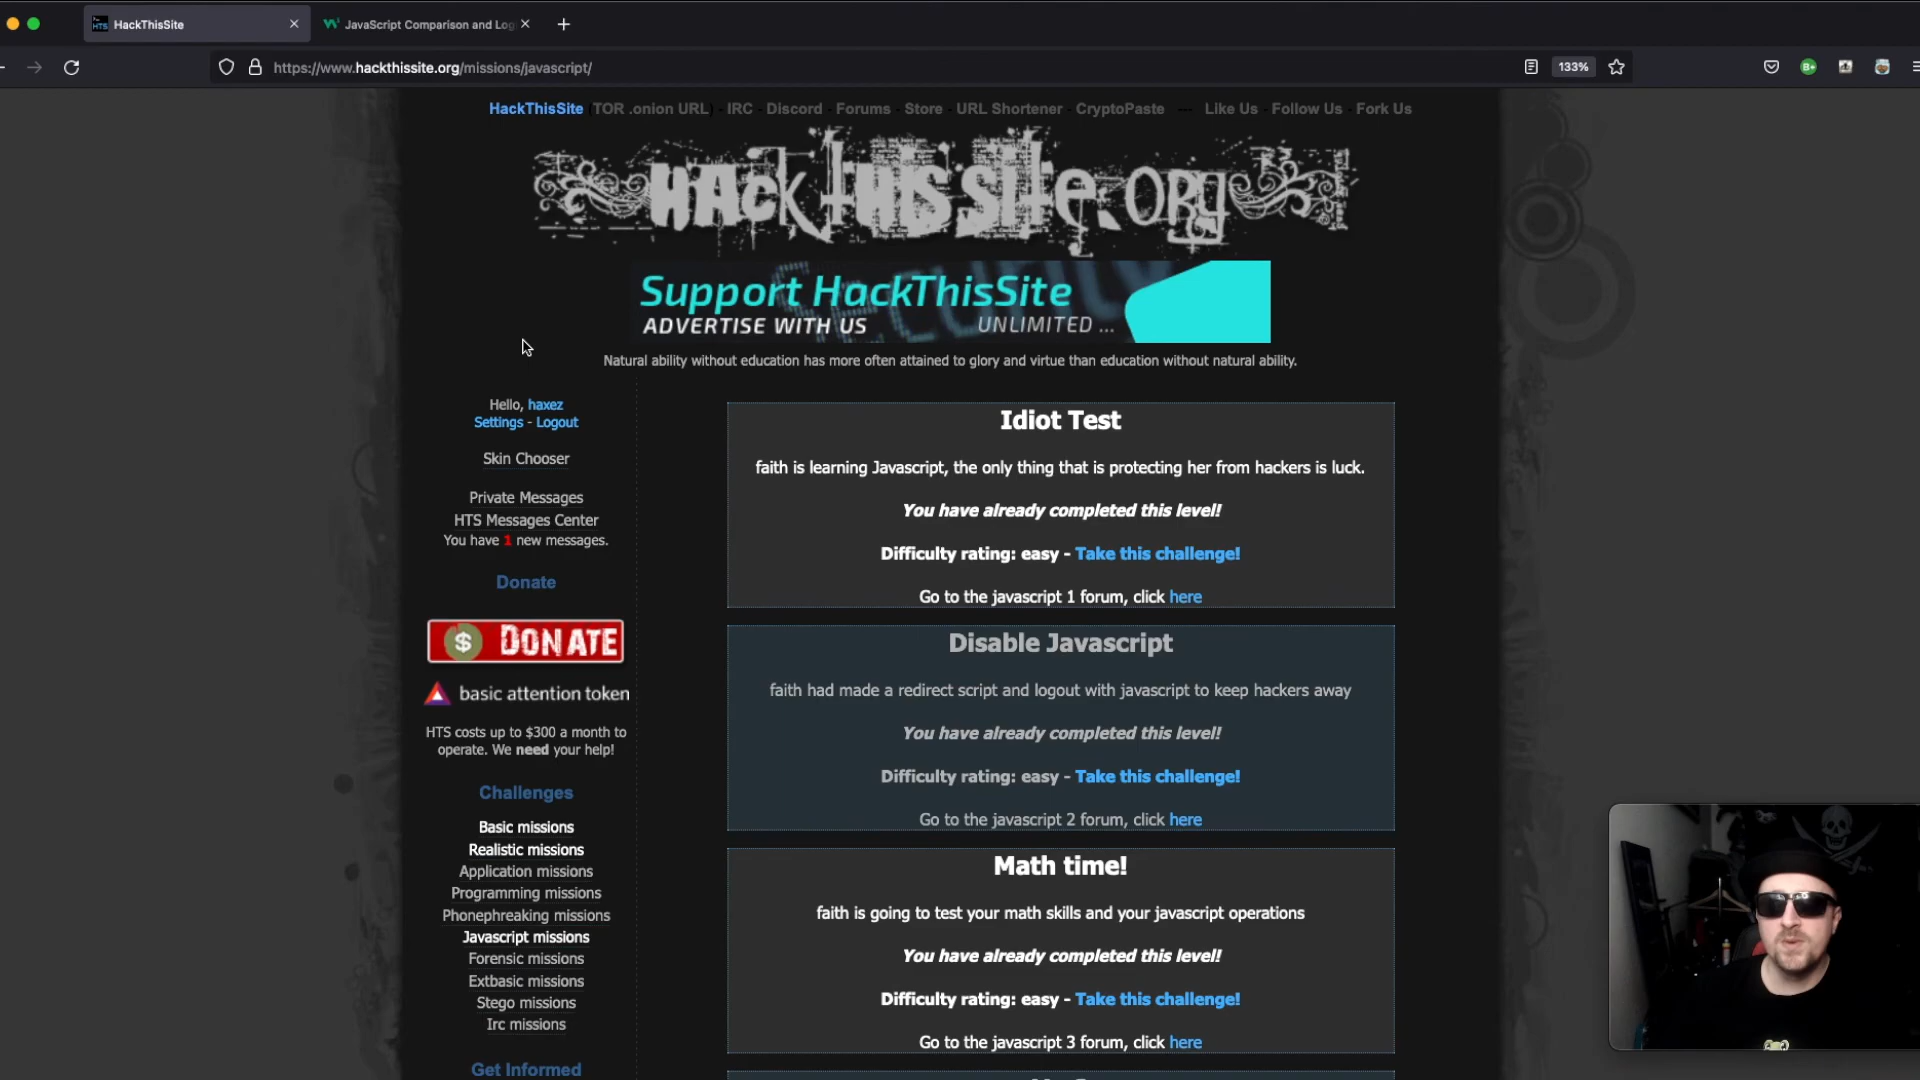 HackThisSite
JavaScript Comparison and Log
https://www.hackthissite.org/missions/javascript/
133%
HackThisSite (TOR .onion URL) - IRC - Discord - Forums - Store - URL Shortener - CryptoPaste — Like Us - Follow Us - Fork Us
HAck tHIS SItE.ORg
Support HackThisSite
ADVERTISE WITH US UNLIMITED ...
Natural ability without education has more often attained to glory and virtue than education without natural ability.
Hello, haxez
Settings - Logout
Skin Chooser
Private Messages
HTS Messages Center
You have 1 new messages.
Donate
$ DONATE
basic attention token
HTS costs up to $300 a month to
operate. We need your help!
Challenges
Basic missions
Realistic missions
Application missions
Programming missions
Phonephreaking missions
Javascript missions
Forensic missions
Extbasic missions
Stego missions
Irc missions
Get Informed
Idiot Test
faith is learning Javascript, the only thing that is protecting her from hackers is luck.
You have already completed this level!
Difficulty rating: easy - Take this challenge!
Go to the javascript 1 forum, click here
Disable Javascript
faith had made a redirect script and logout with javascript to keep hackers away
You have already completed this level!
Difficulty rating: easy - Take this challenge!
Go to the javascript 2 forum, click here
Math time!
faith is going to test your math skills and your javascript operations
You have already completed this level!
Difficulty rating: easy - Take this challenge!
Go to the javascript 3 forum, click here